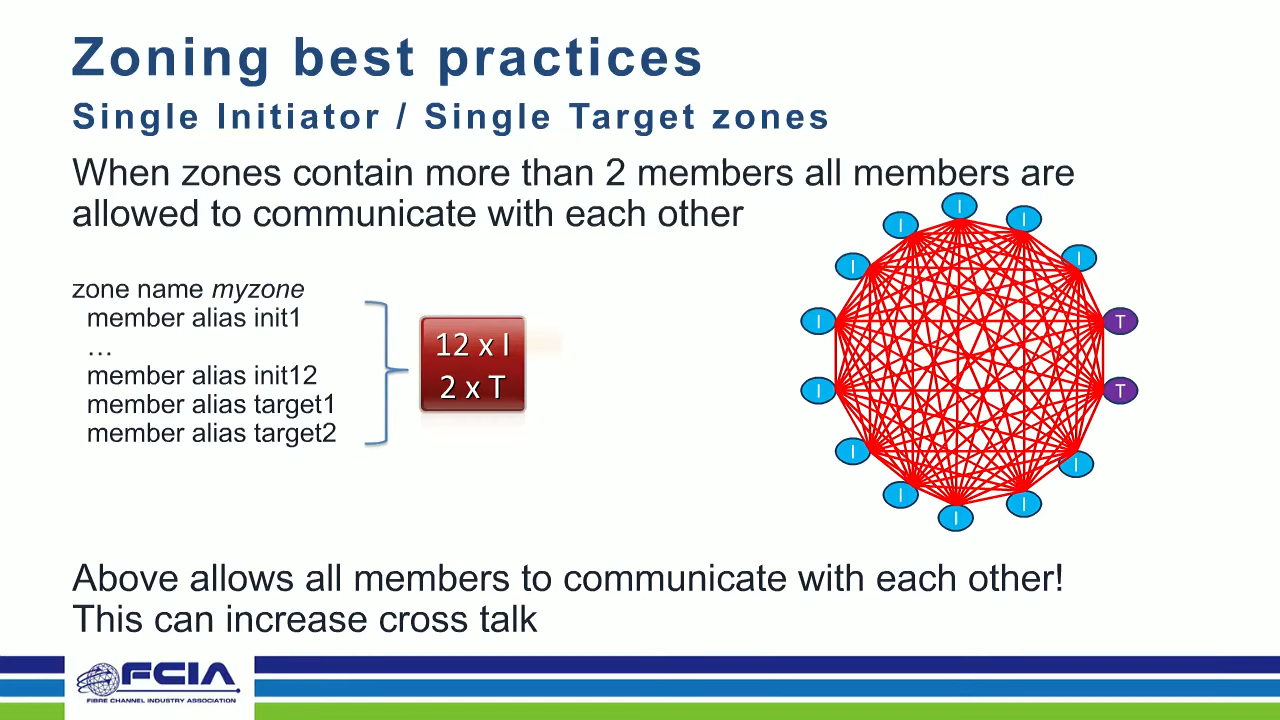 Zoning best practices
Single Initiator / Single Target zones
When zones contain more than 2 members all members are
allowed to communicate with each other
zone name myzone
member alias init1
...
member alias init12
member alias target1
member alias target2
12 x I
2 x T
I
I
I
I
I
I
T
I
T
I
I
I
I
I
Above allows all members to communicate with each other!
This can increase cross talk
FCIA
FIBRE CHANNEL INDUSTRY ASSOCIATION